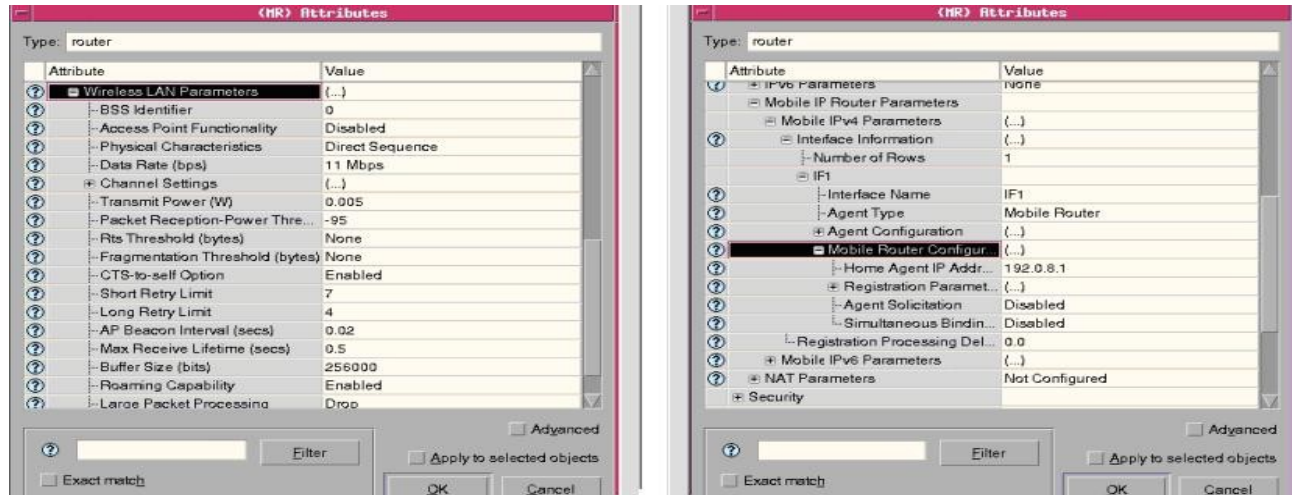 (MR) Attributes
Type: router
Attribute Value
Wireless LAN Parameters (...)
BSS Identifier 0
Access Point Functionality Disabled
Physical Characteristics Direct Sequence
Data Rate (bps) 11 Mbps
Channel Settings (...)
Transmit Power (W) 0.005
Packet Reception-Power Thre... -95
Rts Threshold (bytes) None
Fragmentation Threshold (bytes) None
CTS-to-self Option Enabled
Short Retry Limit 7
Long Retry Limit 4
AP Beacon Interval (secs) 0.02
Max Receive Lifetime (secs) 0.5
Buffer Size (bits) 256000
Roaming Capability Enabled
Large Packet Processing Drop
Advanced
Filter
Apply to selected objects
Exact match
OK Cancel
(MR) Attributes
Type: router
Attribute Value
IPv6 Parameters None
Mobile IP Router Parameters
Mobile IPv4 Parameters (...)
Interface Information (...)
Number of Rows 1
IF1
Interface Name IF1
Agent Type Mobile Router
Agent Configuration (...)
Mobile Router Configur... (...)
Home Agent IP Addr... 192.0.8.1
Registration Paramet... (...)
Agent Solicitation Disabled
Simultaneous Bindin... Disabled
Registration Processing Del... 0.0
Mobile IPv6 Parameters (...)
NAT Parameters Not Configured
Security
Advanced
Filter
Apply to selected objects
Exact match
OK Cancel